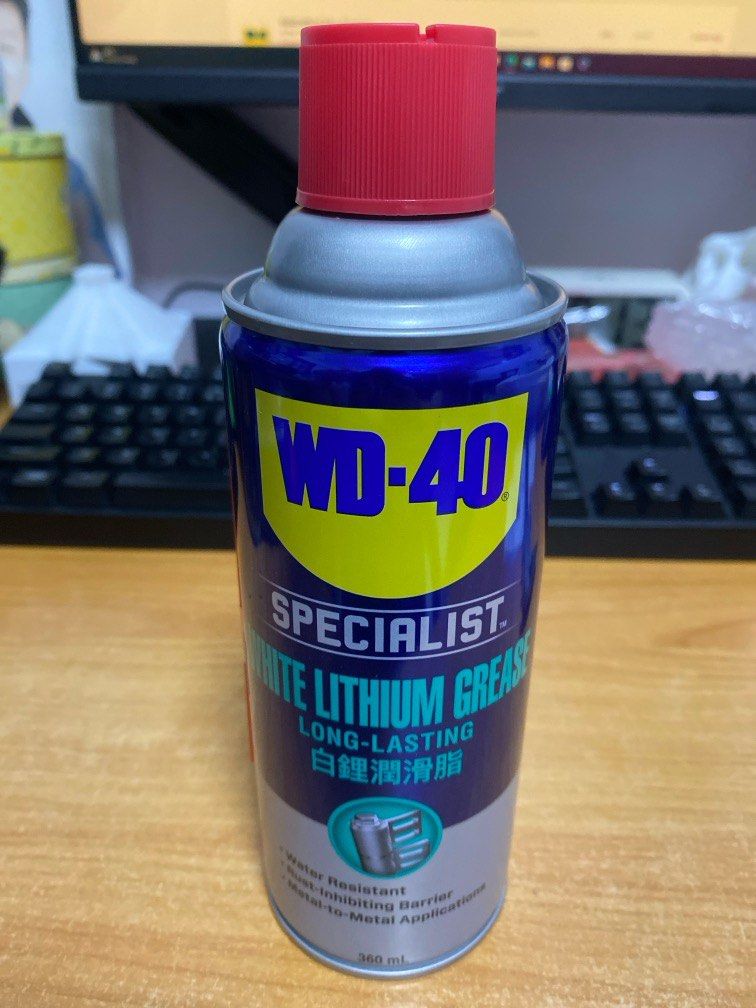 WD-40®
SPECIALIST™
WHITE LITHIUM GREASE
LONG-LASTING
白鋰潤滑脂
Water Resistant
Rust-Inhibiting Barrier
Metal-to-Metal Applications
360 mL